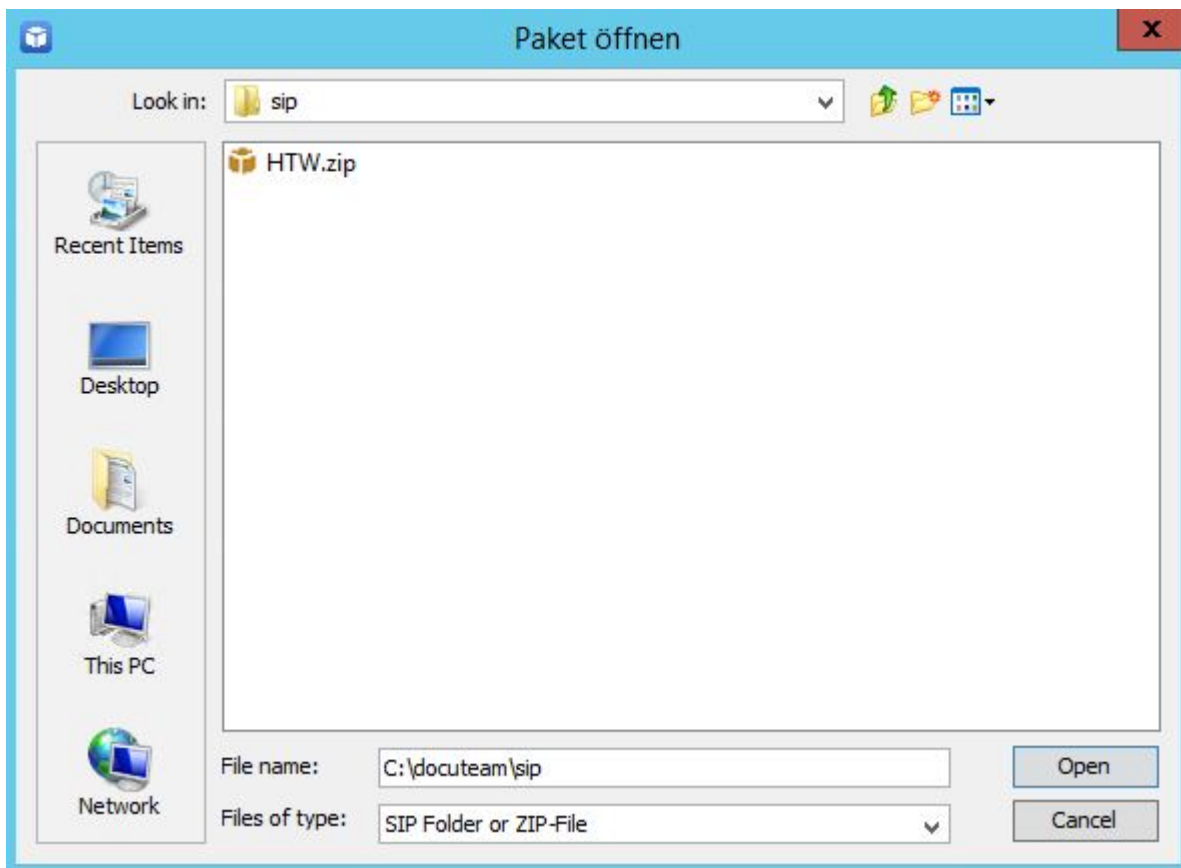 Paket öffnen
x
Look in:
sip
HTW.zip
Recent Items
Desktop
Documents
This PC
Network
File name:
C:\docuteam\sip
Open
Files of type:
SIP Folder or ZIP-File
Cancel